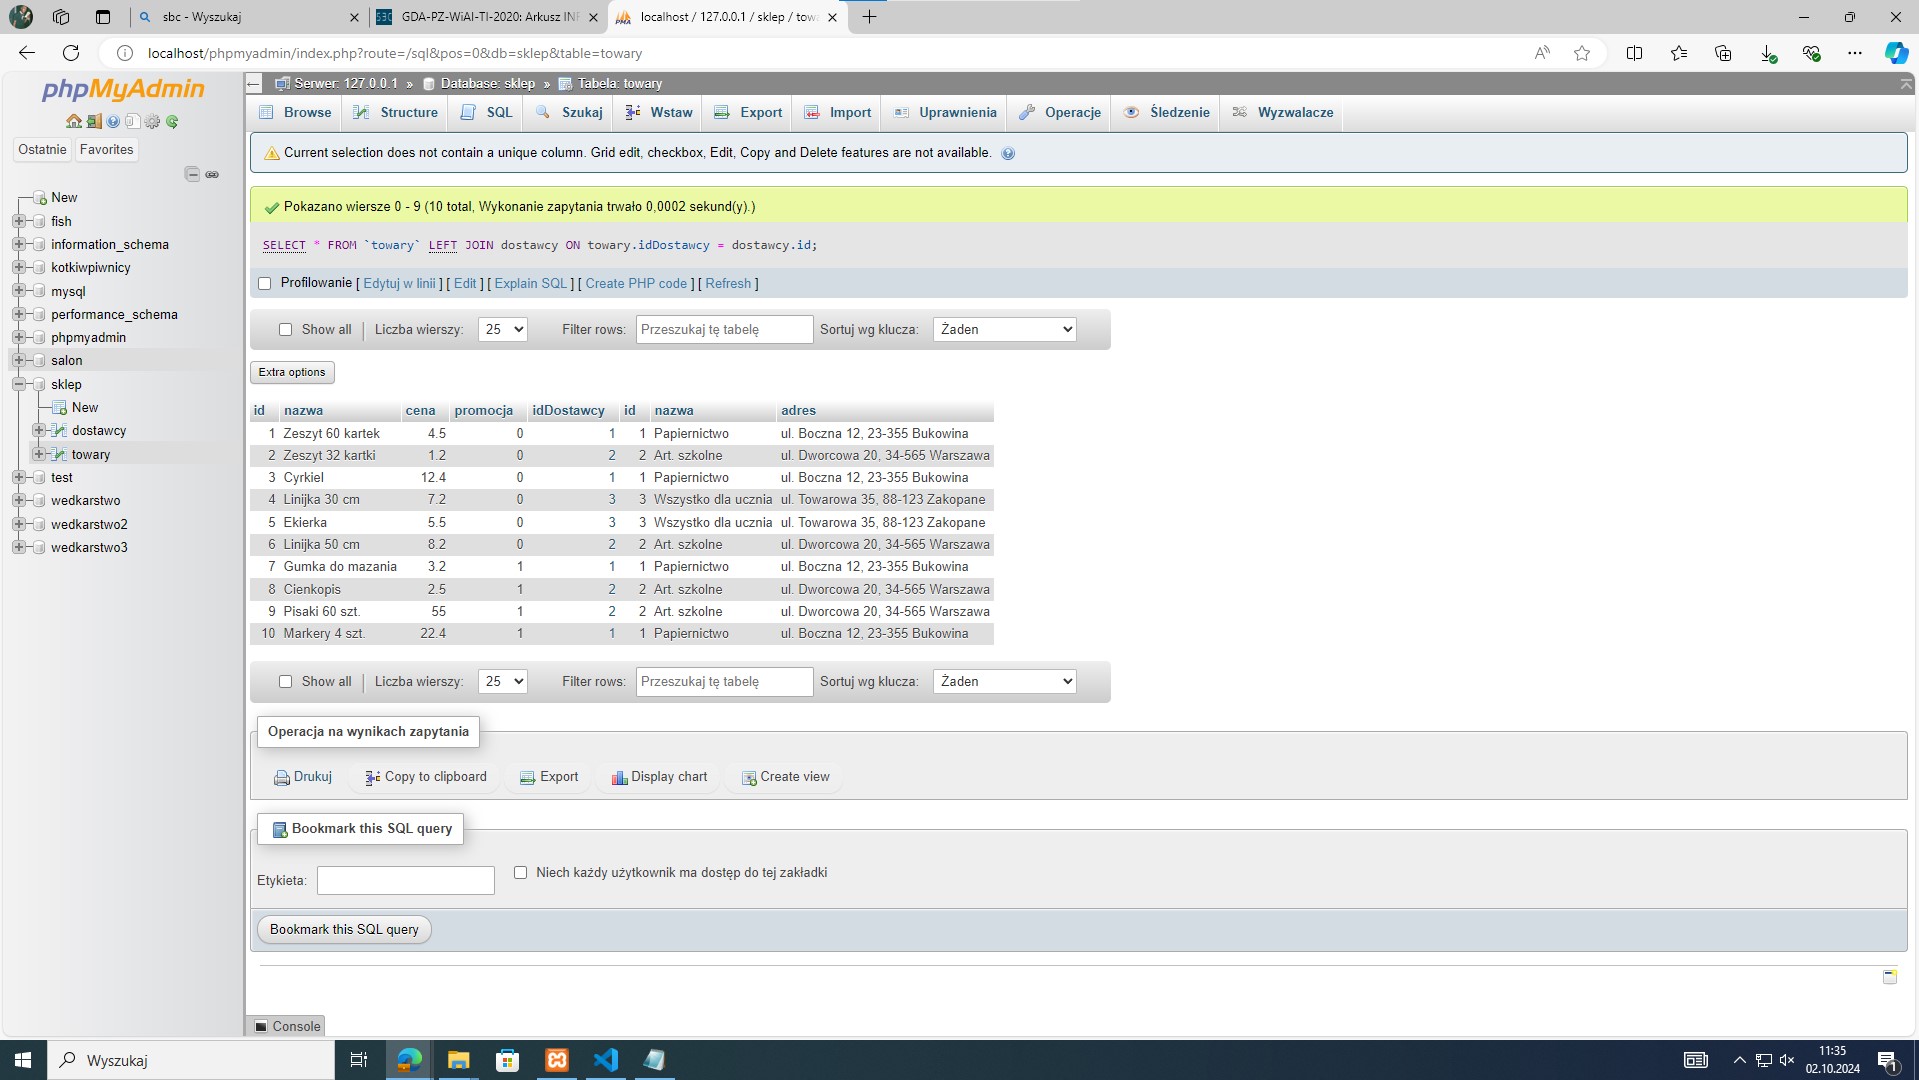 sbc - Wyszukaj
GDA-PZ-WiAI-TI-2020: Arkusz INF
localhost / 127.0.0.1 / sklep / towa
localhost/phpmyadmin/index.php?route=/sql&pos=0&db=sklep&table=towary
phpMyAdmin
Ostatnie Favorites
New
fish
information_schema
kotkiwpiwnicy
mysql
performance_schema
phpmyadmin
salon
sklep
New
dostawcy
towary
test
wedkarstwo
wedkarstwo2
wedkarstwo3
Serwer: 127.0.0.1 » Database: sklep » Tabela: towary
Browse Structure SQL Szukaj Wstaw Export Import Uprawnienia Operacje Śledzenie Wyzwalacze
Current selection does not contain a unique column. Grid edit, checkbox, Edit, Copy and Delete features are not available.
Pokazano wiersze 0 - 9 (10 total, Wykonanie zapytania trwało 0,0002 sekund(y).)
SELECT * FROM `towary` LEFT JOIN dostawcy ON towary.idDostawcy = dostawcy.id;
Profilowanie [ Edytuj w linii ] [ Edit ] [ Explain SQL ] [ Create PHP code ] [ Refresh ]
Show all Liczba wierszy: 25 Filter rows: Przeszukaj tę tabelę Sortuj wg klucza: Żaden
Extra options
id nazwa cena promocja idDostawcy id nazwa adres
1 Zeszyt 60 kartek 4.5 0 1 1 Papiernictwo ul. Boczna 12, 23-355 Bukowina
2 Zeszyt 32 kartki 1.2 0 2 2 Art. szkolne ul. Dworcowa 20, 34-565 Warszawa
3 Cyrkiel 12.4 0 1 1 Papiernictwo ul. Boczna 12, 23-355 Bukowina
4 Linijka 30 cm 7.2 0 3 3 Wszystko dla ucznia ul. Towarowa 35, 88-123 Zakopane
5 Ekierka 5.5 0 3 3 Wszystko dla ucznia ul. Towarowa 35, 88-123 Zakopane
6 Linijka 50 cm 8.2 0 2 2 Art. szkolne ul. Dworcowa 20, 34-565 Warszawa
7 Gumka do mazania 3.2 1 1 1 Papiernictwo ul. Boczna 12, 23-355 Bukowina
8 Cienkopis 2.5 1 2 2 Art. szkolne ul. Dworcowa 20, 34-565 Warszawa
9 Pisaki 60 szt. 55 1 2 2 Art. szkolne ul. Dworcowa 20, 34-565 Warszawa
10 Markery 4 szt. 22.4 1 1 1 Papiernictwo ul. Boczna 12, 23-355 Bukowina
Show all Liczba wierszy: 25 Filter rows: Przeszukaj tę tabelę Sortuj wg klucza: Żaden
Operacja na wynikach zapytania
Drukuj Copy to clipboard Export Display chart Create view
Bookmark this SQL query
Etykieta: Niech każdy użytkownik ma dostęp do tej zakładki
Bookmark this SQL query
Console
Wyszukaj
11:35
02.10.2024
1